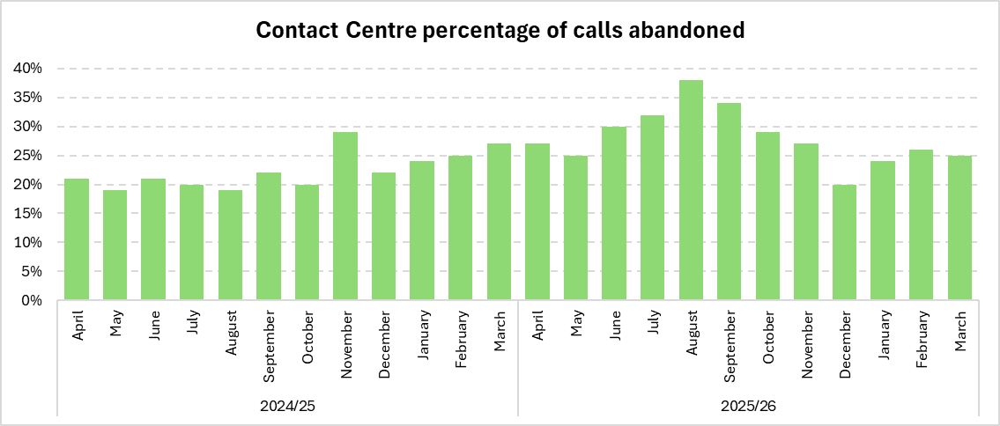 Contact Centre percentage of calls abandoned
40%
35%
30%
25%
20%
15%
10%
5%
0%
April
May
June
July
August
September
October
November
December
January
February
March
April
May
June
July
August
September
October
November
December
January
February
March
2024/25
2025/26